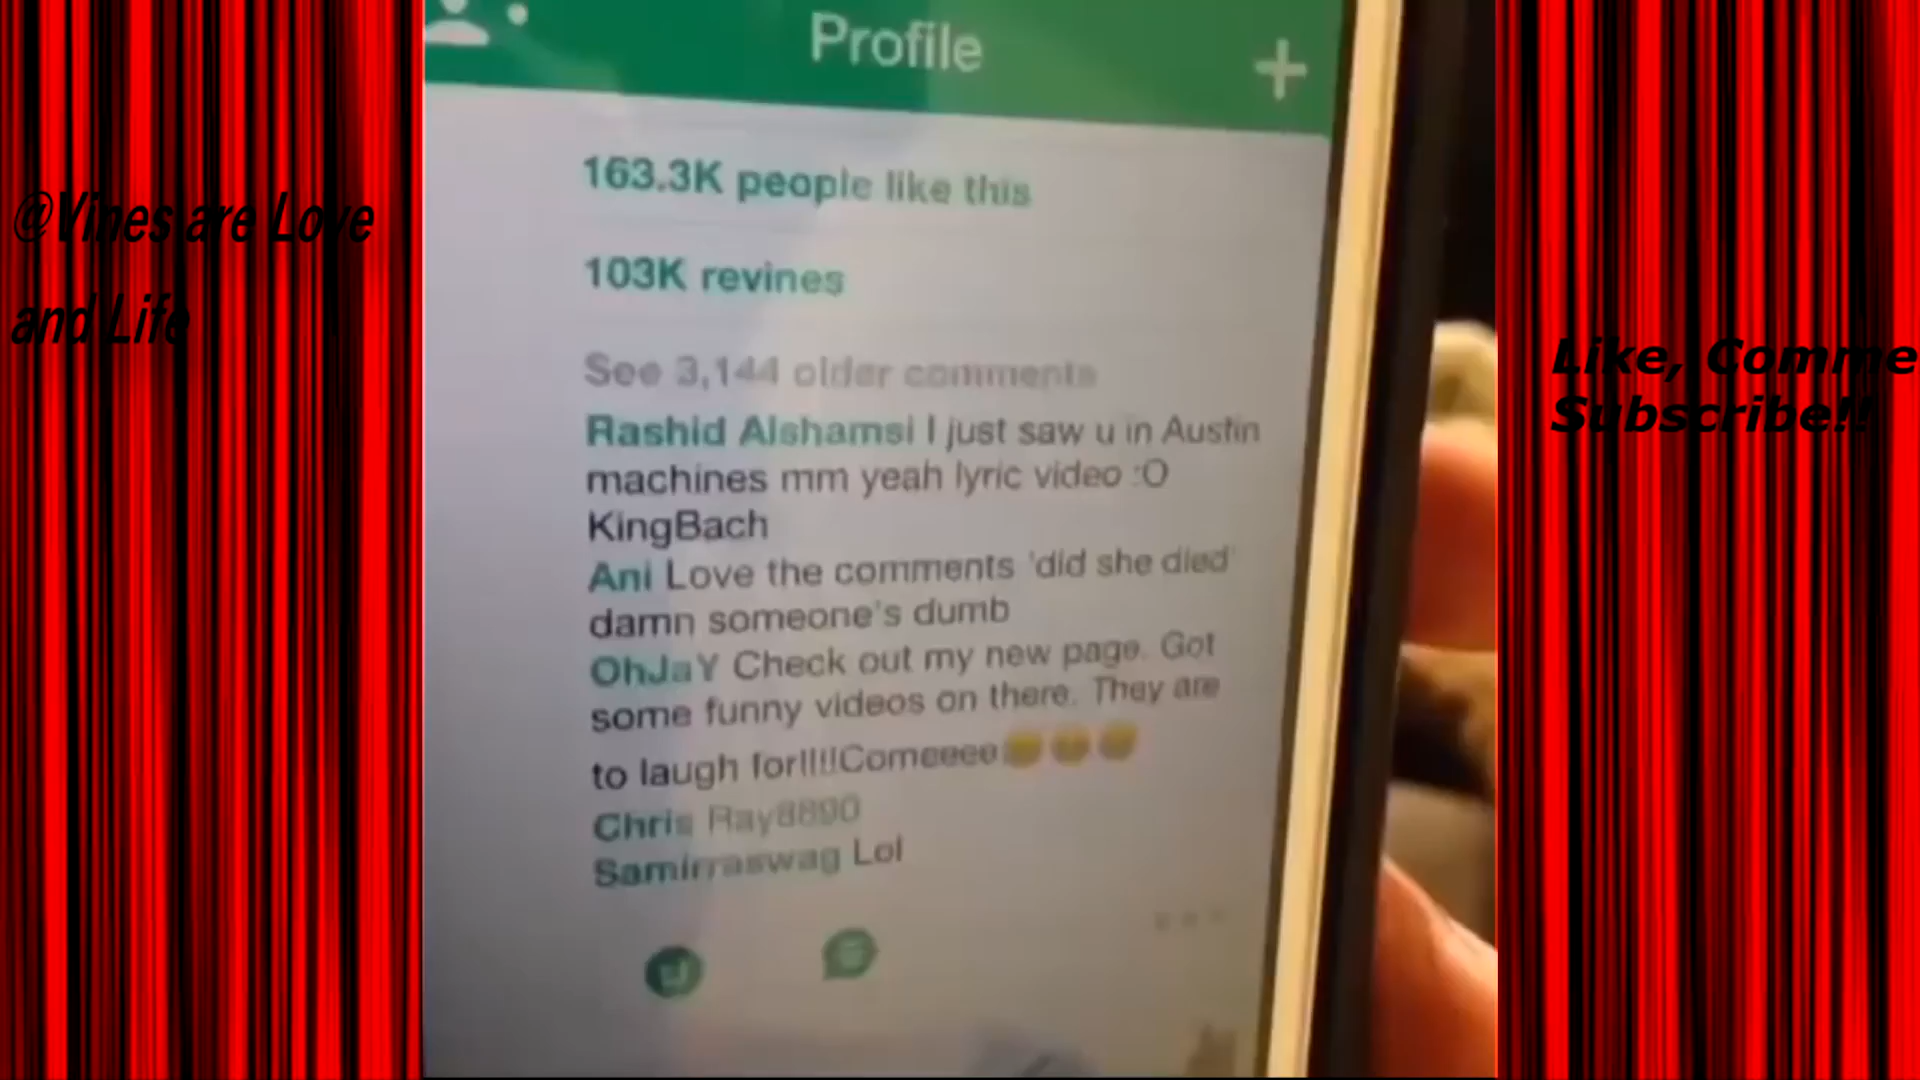 @Vines are Love
and Life
Profile
163.3K people like this
103K revines
See 3,144 older comments
Rashid Alshamsi I just saw u in Austin
machines mm yeah lyric video :O
KingBach
Ani Love the comments 'did she died'
damn someone's dumb
OhJaY Check out my new page. Got
some funny videos on there. They are
to laugh for!!!!Comeeee😅😂😅
Chris Ray8890
Samirraswag Lol
Like, Comme
Subscribe!!